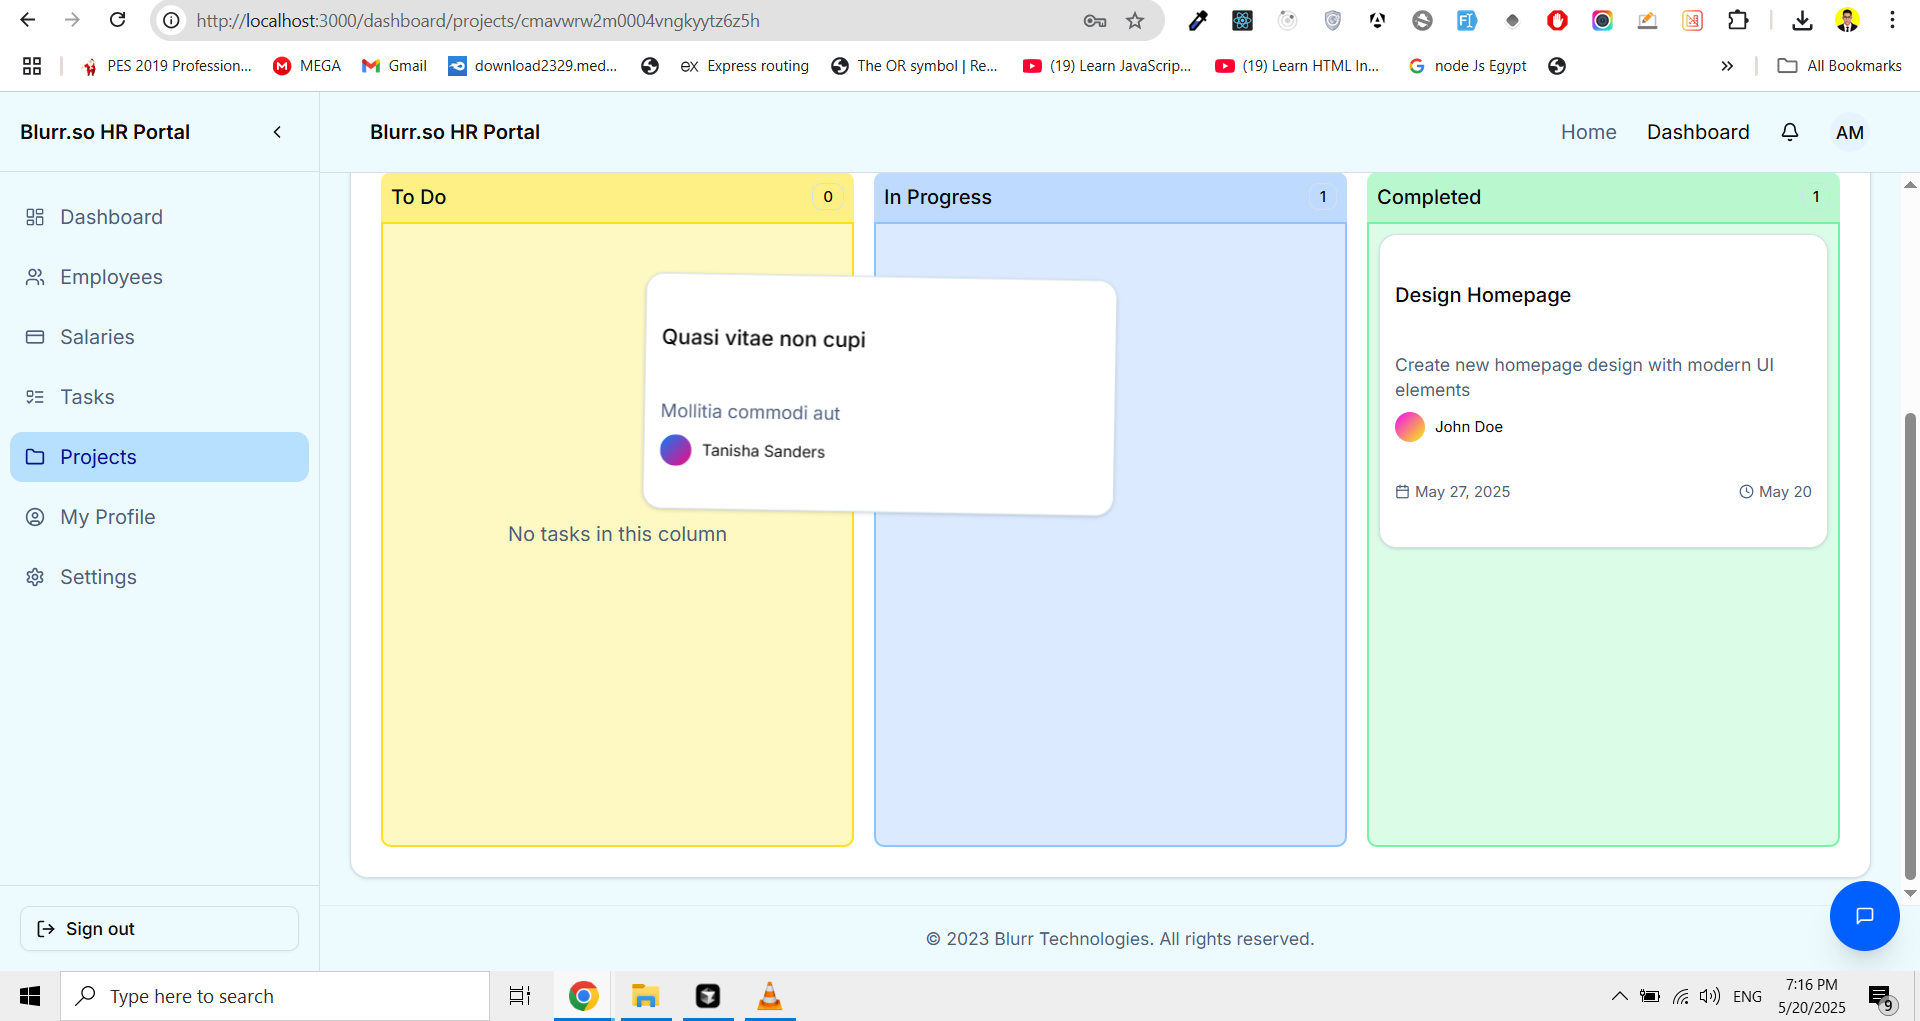 http://localhost:3000/dashboard/projects/cmavwrw2m0004vngkyytz6z5h
PES 2019 Profession...
MEGA
Gmail
download2329.med...
ex Express routing
The OR symbol | Re...
(19) Learn JavaScrip...
(19) Learn HTML In...
node Js Egypt
All Bookmarks
Blurr.so HR Portal
Blurr.so HR Portal
Home
Dashboard
AM
Dashboard
Employees
Salaries
Tasks
Projects
My Profile
Settings
Sign out
To Do
0
In Progress
1
Completed
1
No tasks in this column
Quasi vitae non cupi
Mollitia commodi aut
Tanisha Sanders
Design Homepage
Create new homepage design with modern UI
elements
John Doe
May 27, 2025
May 20
© 2023 Blurr Technologies. All rights reserved.
Type here to search
ENG
7:16 PM
5/20/2025
9